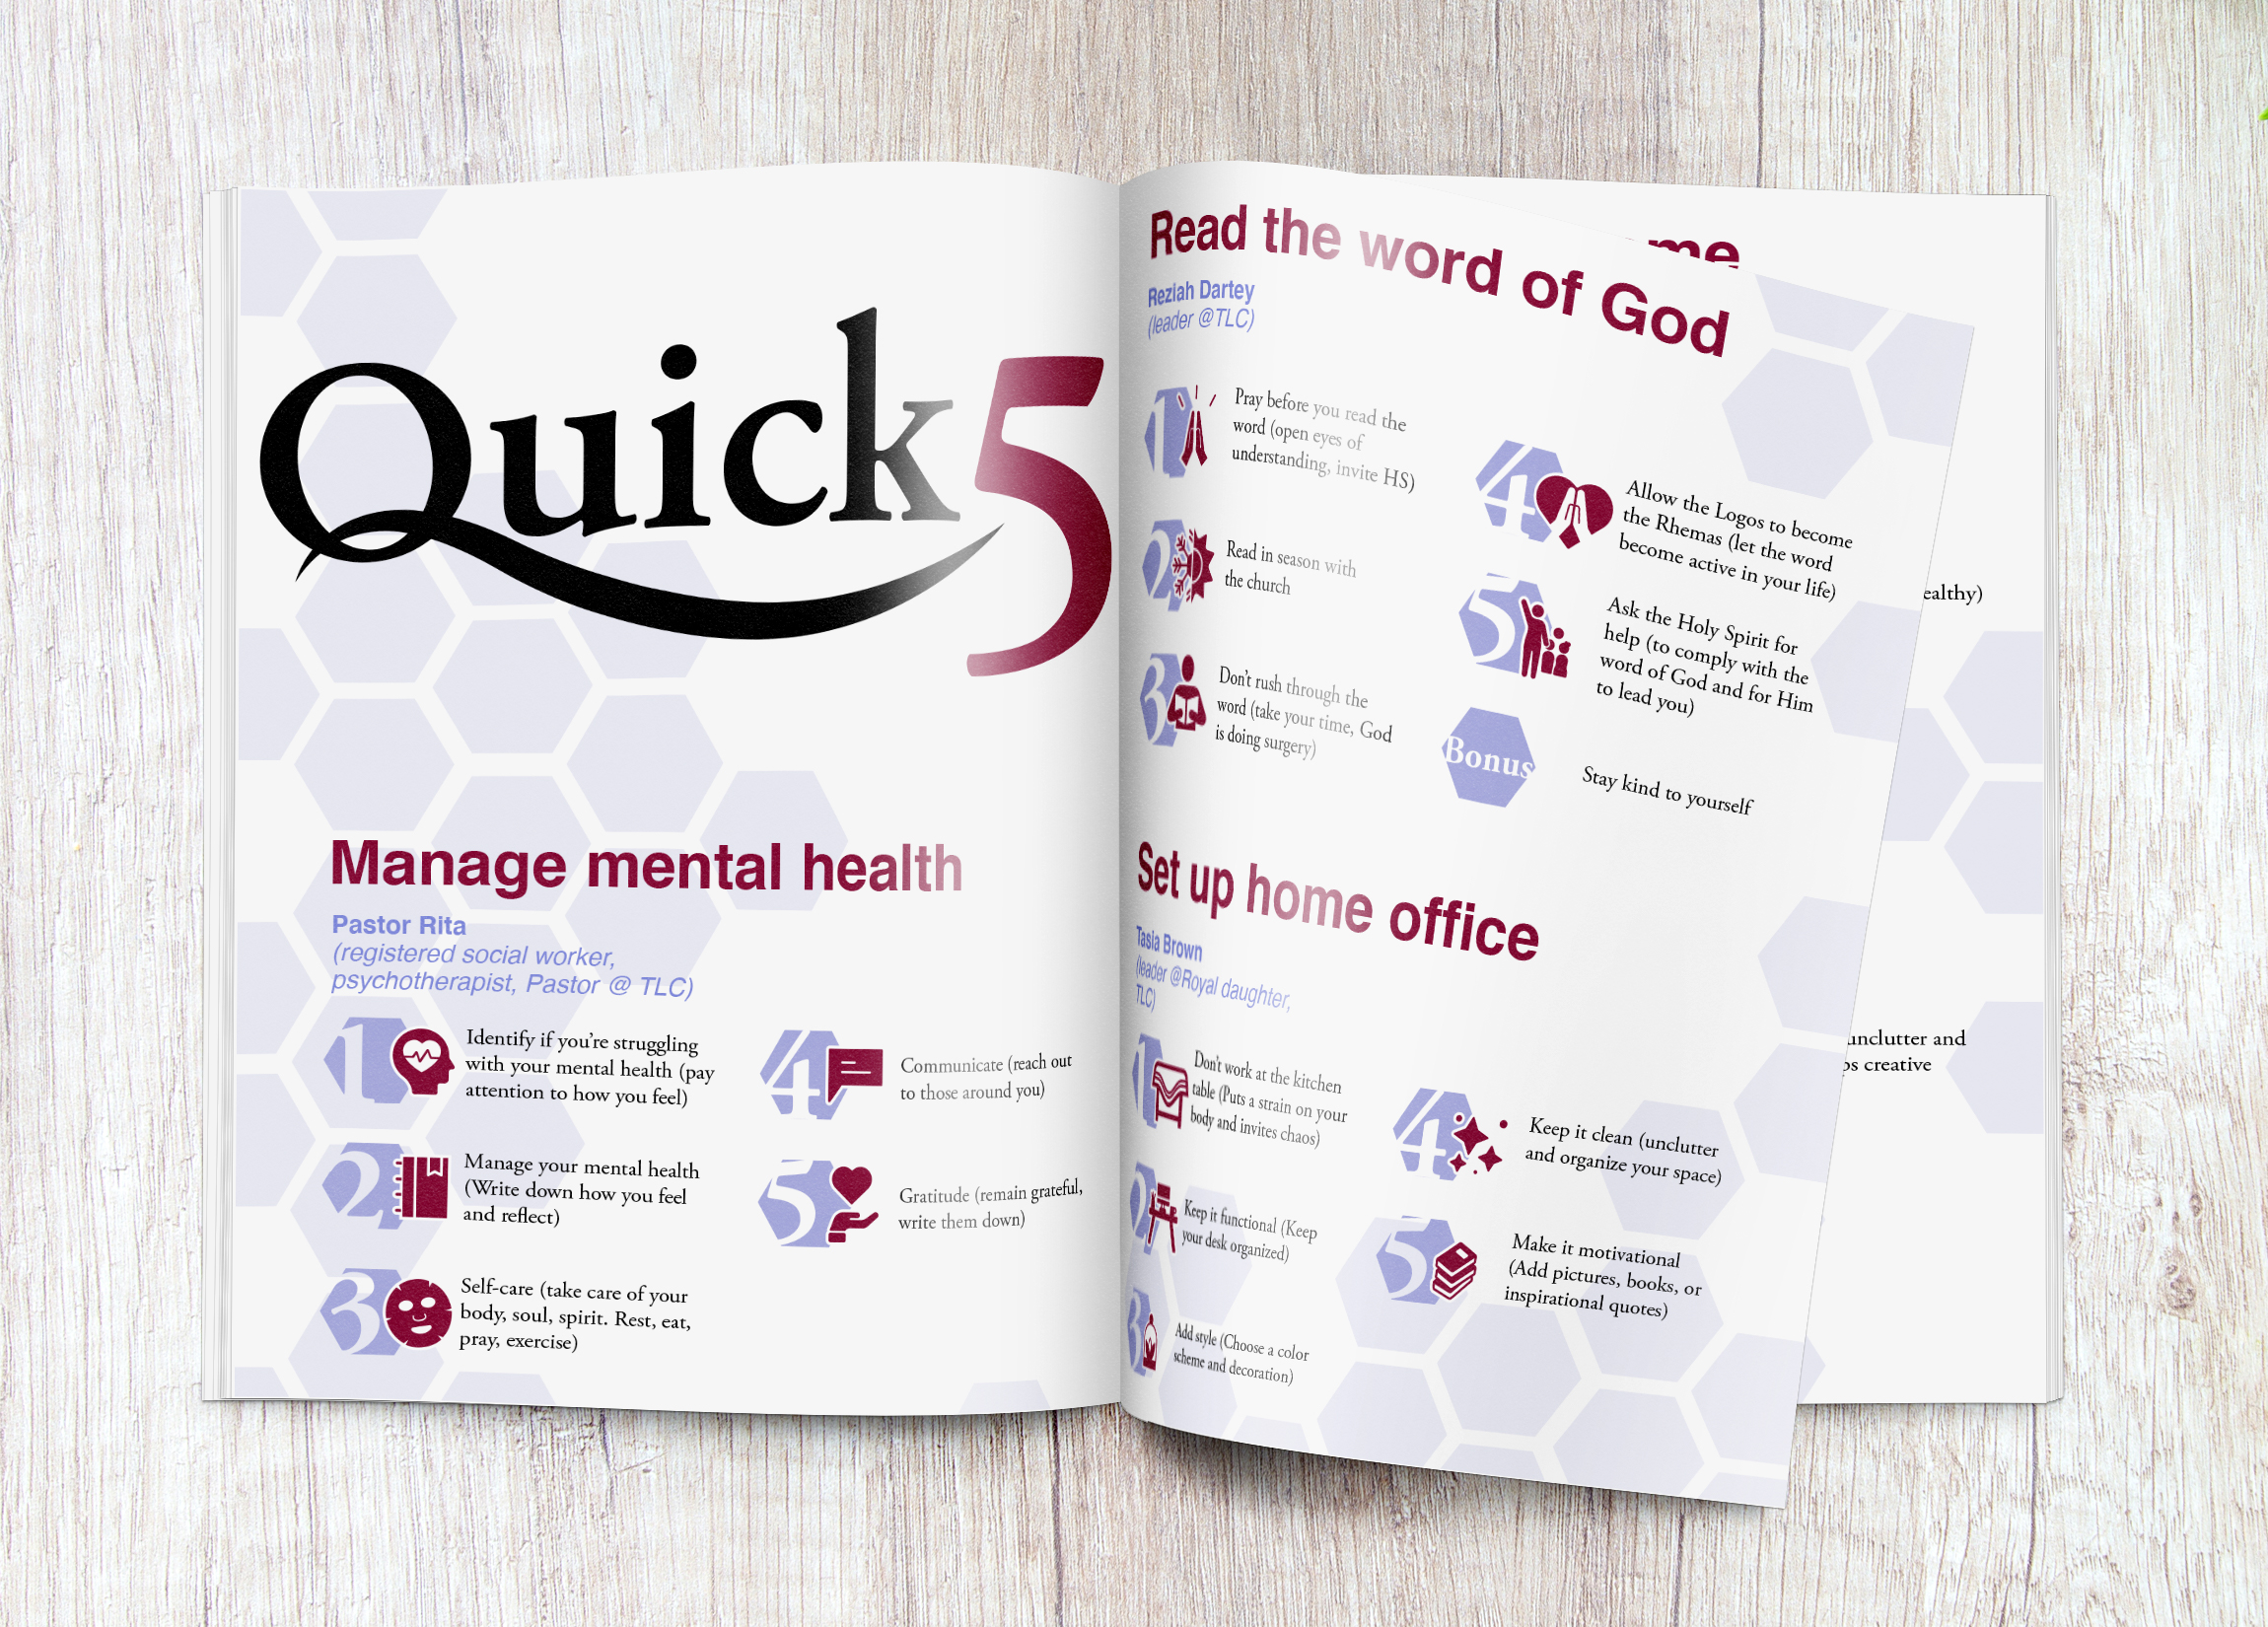 Quick5
Manage mental health
Pastor Rita
(registered social worker,
psychotherapist, Pastor @ TLC)
1
Identify if you're struggling
with your mental health (pay
attention to how you feel)
2
Manage your mental health
(Write down how you feel
and reflect)
3
Self-care (take care of your
body, soul, spirit. Rest, eat,
pray, exercise)
4
Communicate (reach out
to those around you)
5
Gratitude (remain grateful,
write them down)
Read the word of God
Reziah Dartey
(leader @TLC)
1
Pray before you read the
word (open eyes of
understanding, invite HS)
2
Read in season with
the church
3
Don't rush through the
word (take your time, God
is doing surgery)
4
Allow the Logos to become
the Rhemas (let the word
become active in your life)
5
Ask the Holy Spirit for
help (to comply with the
word of God and for Him
to lead you)
Bonus
Stay kind to yourself
Set up home office
Tasia Brown
(leader @Royal daughter,
TLC)
1
Don't work at the kitchen
table (Puts a strain on your
body and invites chaos)
2
Keep it functional (Keep
your desk organized)
3
Add style (Choose a color
scheme and decoration)
4
Keep it clean (unclutter
and organize your space)
5
Make it motivational
(Add pictures, books, or
inspirational quotes)
me
ealthy)
unclutter and
ps creative